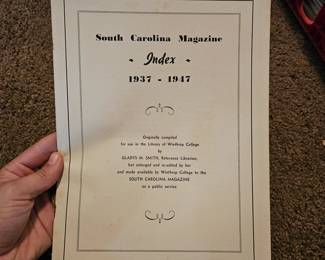 South Carolina Magazine
Index
1937 - 1947
Originally compiled
for use in the Library of Winthrop College
by
GLADYS M. SMITH, Reference Librarian;
but enlarged and re-edited by her
and made available by Winthrop College to the
SOUTH CAROLINA MAGAZINE
as a public service